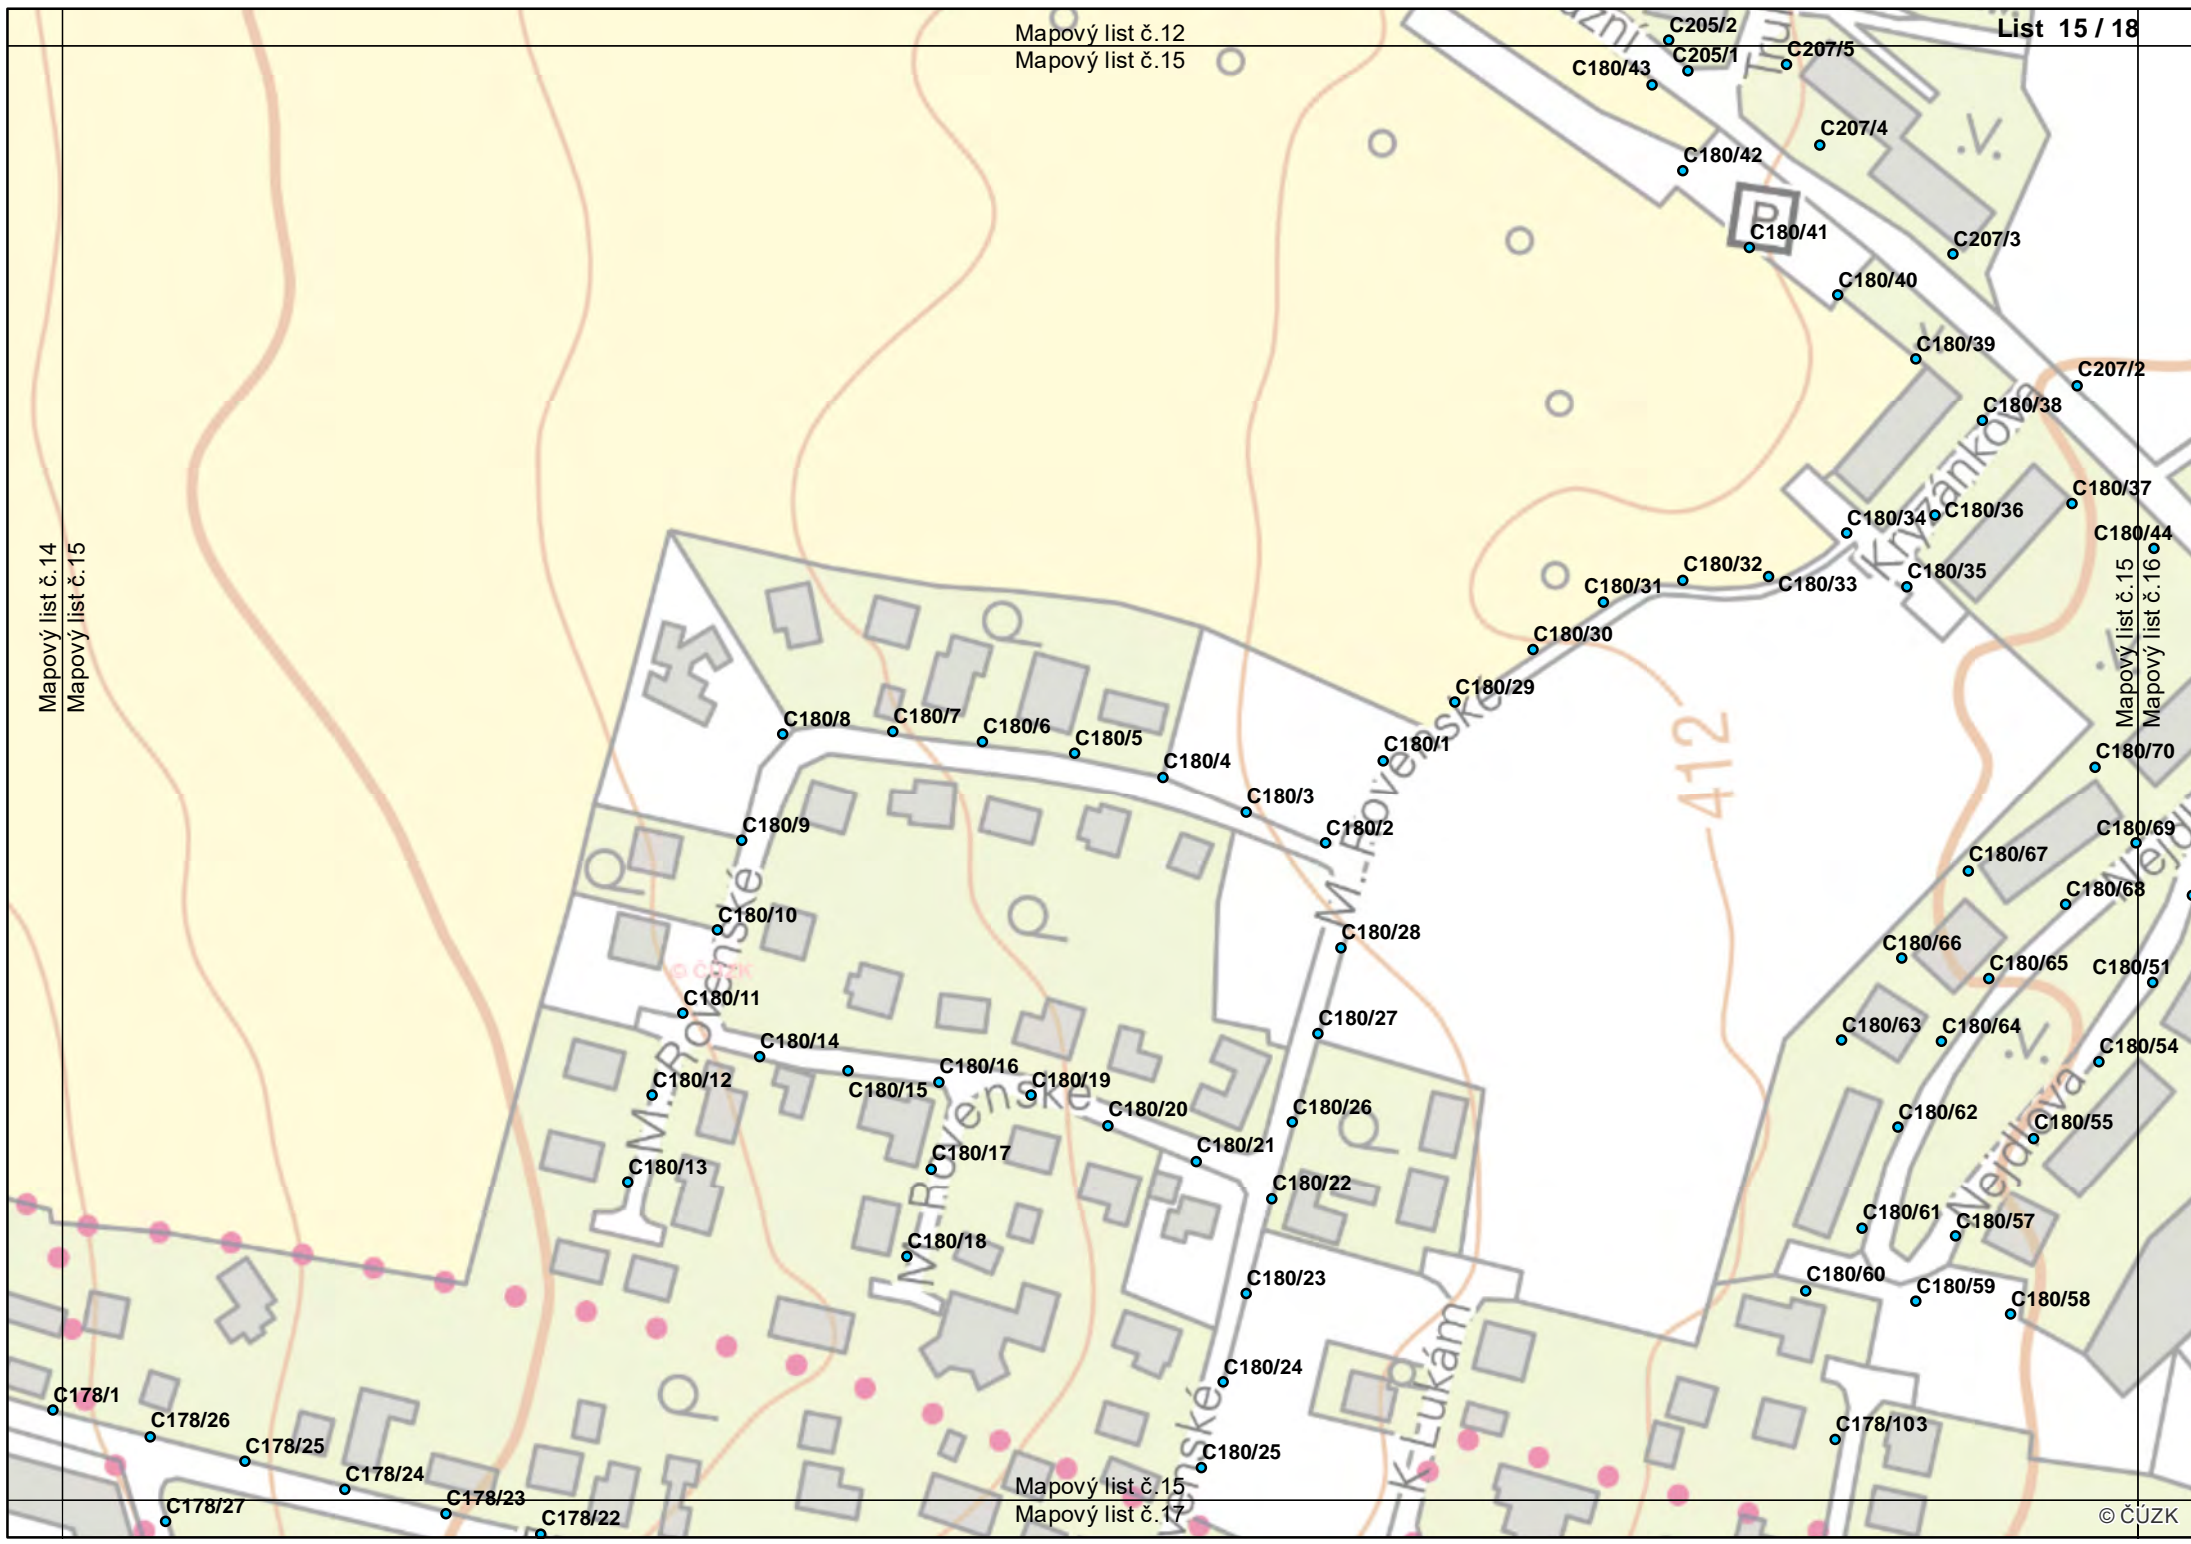 Mapový list č.12
Mapový list č.15
List 15 / 18
C205/2
C205/1
C207/5
C180/43
C207/4
C180/42
P
C180/41
C207/3
C180/40
C180/39
C207/2
C180/38
Kryzánkova
C180/37
C180/36
C180/34
C180/44
C180/35
C180/32
C180/33
C180/31
C180/30
C180/29
Mapový list č.14
Mapový list č.15
Mapový list č.15
Mapový list č.16
412
C180/8
C180/7
C180/6
C180/5
C180/4
C180/3
C180/2
C180/1
M. Rovenské
C180/70
C180/69
C180/67
C180/68
C180/9
C180/10
C180/28
C180/66
C180/65
C180/51
© ČÚZK
M. Rovenské
C180/11
C180/27
C180/63
C180/64
C180/54
C180/14
C180/15
C180/16
C180/19
C180/12
C180/20
C180/26
C180/62
C180/55
C180/21
C180/17
C180/13
C180/22
M. Rovenské
Nejdlova
C180/61
C180/57
C180/18
C180/23
C180/60
C180/59
C180/58
C180/24
K Lukám
C178/1
C178/26
C178/25
C178/24
C178/23
C178/22
C178/27
C178/103
C180/25
Mapový list č.15
Mapový list č.17
© ČÚZK